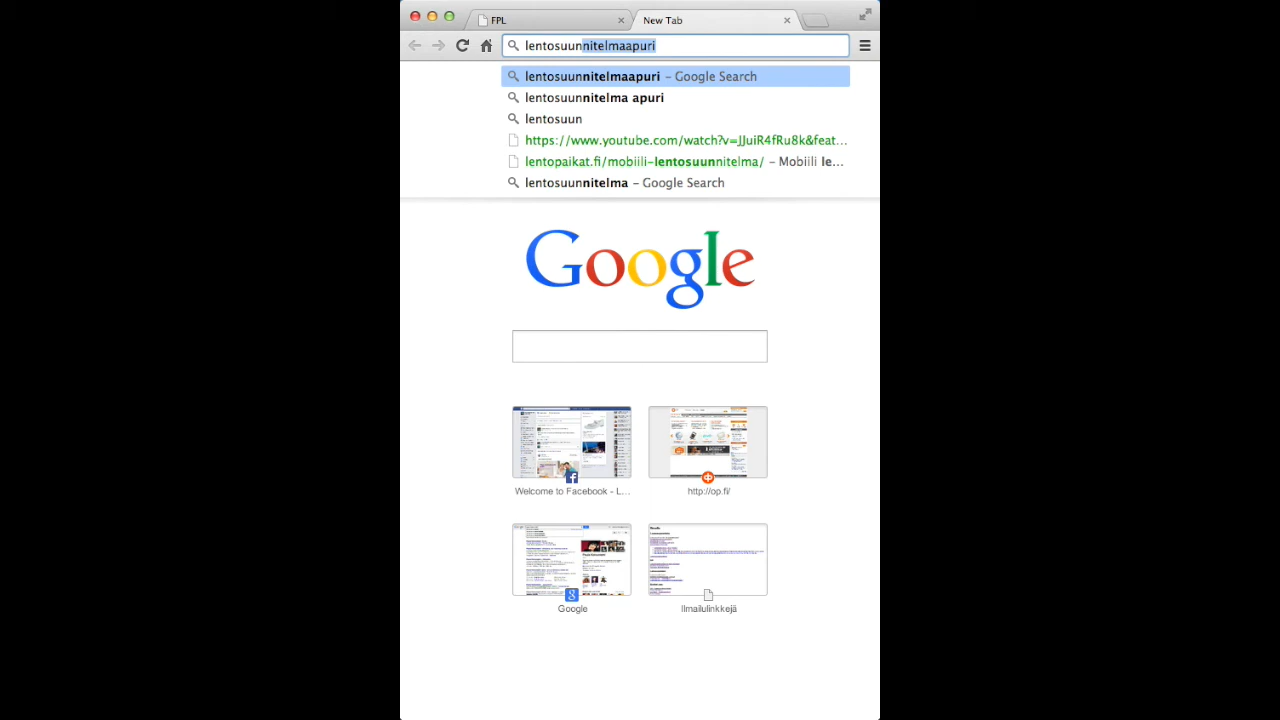 FPL
New Tab
lentosuunnitelmaapuri
lentosuunnitelmaapuri – Google Search
lentosuunnitelma apuri
lentosuun
https://www.youtube.com/watch?v=JJuiR4fRu8k&feat...
lentopaikat.fi/mobiili-lentosuunnitelma/ – Mobiili le...
lentosuunnitelma – Google Search
Google
Welcome to Facebook - L...
http://op.fi/
Google
Ilmailulinkkejä